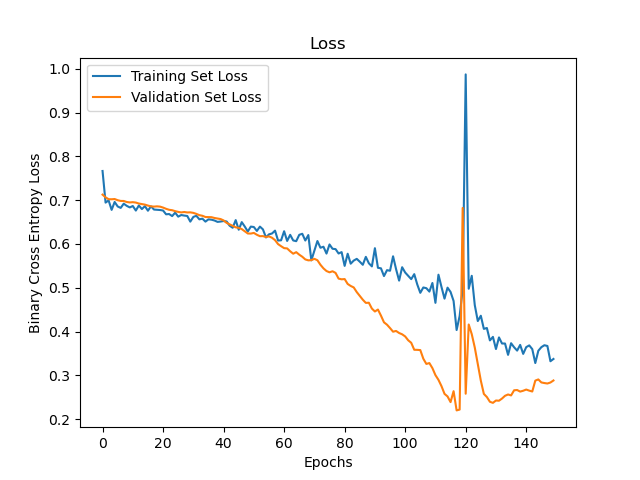 Loss
Training Set Loss
Validation Set Loss
1.0
0.9
0.8
0.7
0.6
0.5
0.4
0.3
0.2
Binary Cross Entropy Loss
0 20 40 60 80 100 120 140
Epochs